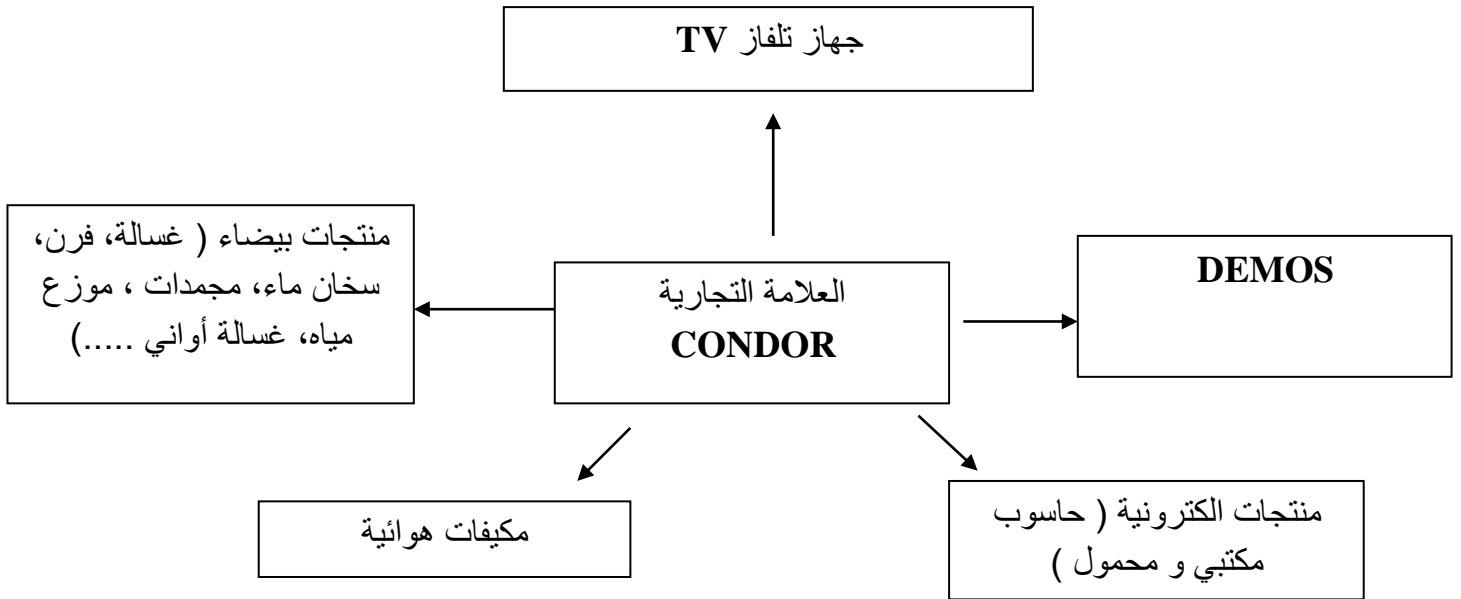 جهاز تلفاز TV
DEMOS
العلامة التجارية
CONDOR
منتجات بيضاء ( غسالة، فرن،
سخان ماء، مجمدات ، موزع
مياه، غسالة أواني .....)
منتجات الكترونية ( حاسوب
مكتبي و محمول )
مكيفات هوائية